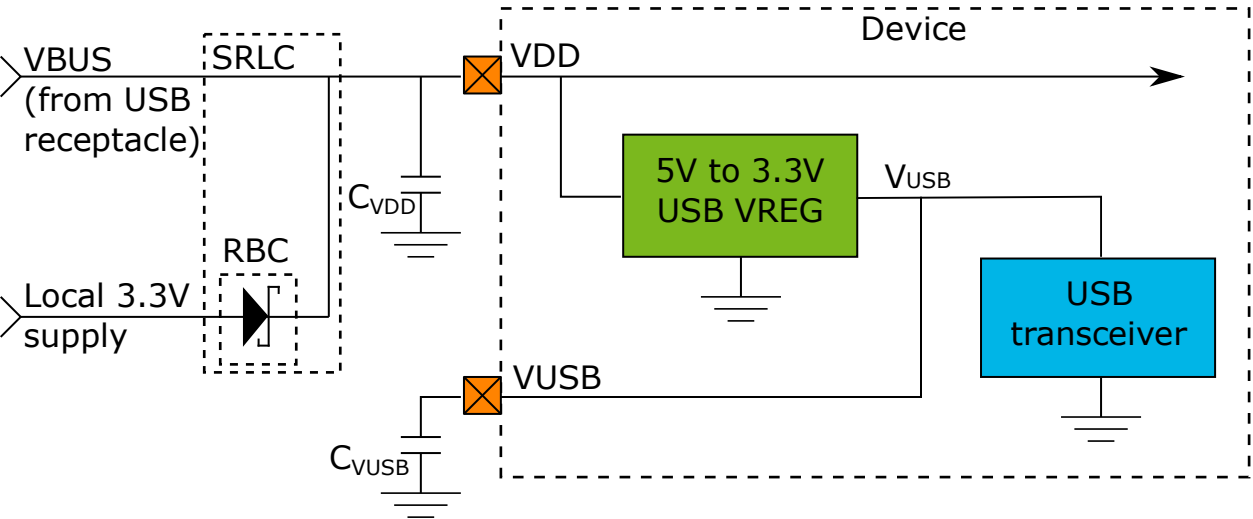 Device
VBUS
(from USB
receptacle)
SRLC
VDD
5V to 3.3V
USB VREG
VUSB
CVDD
RBC
Local 3.3V
supply
USB
transceiver
VUSB
CVUSB